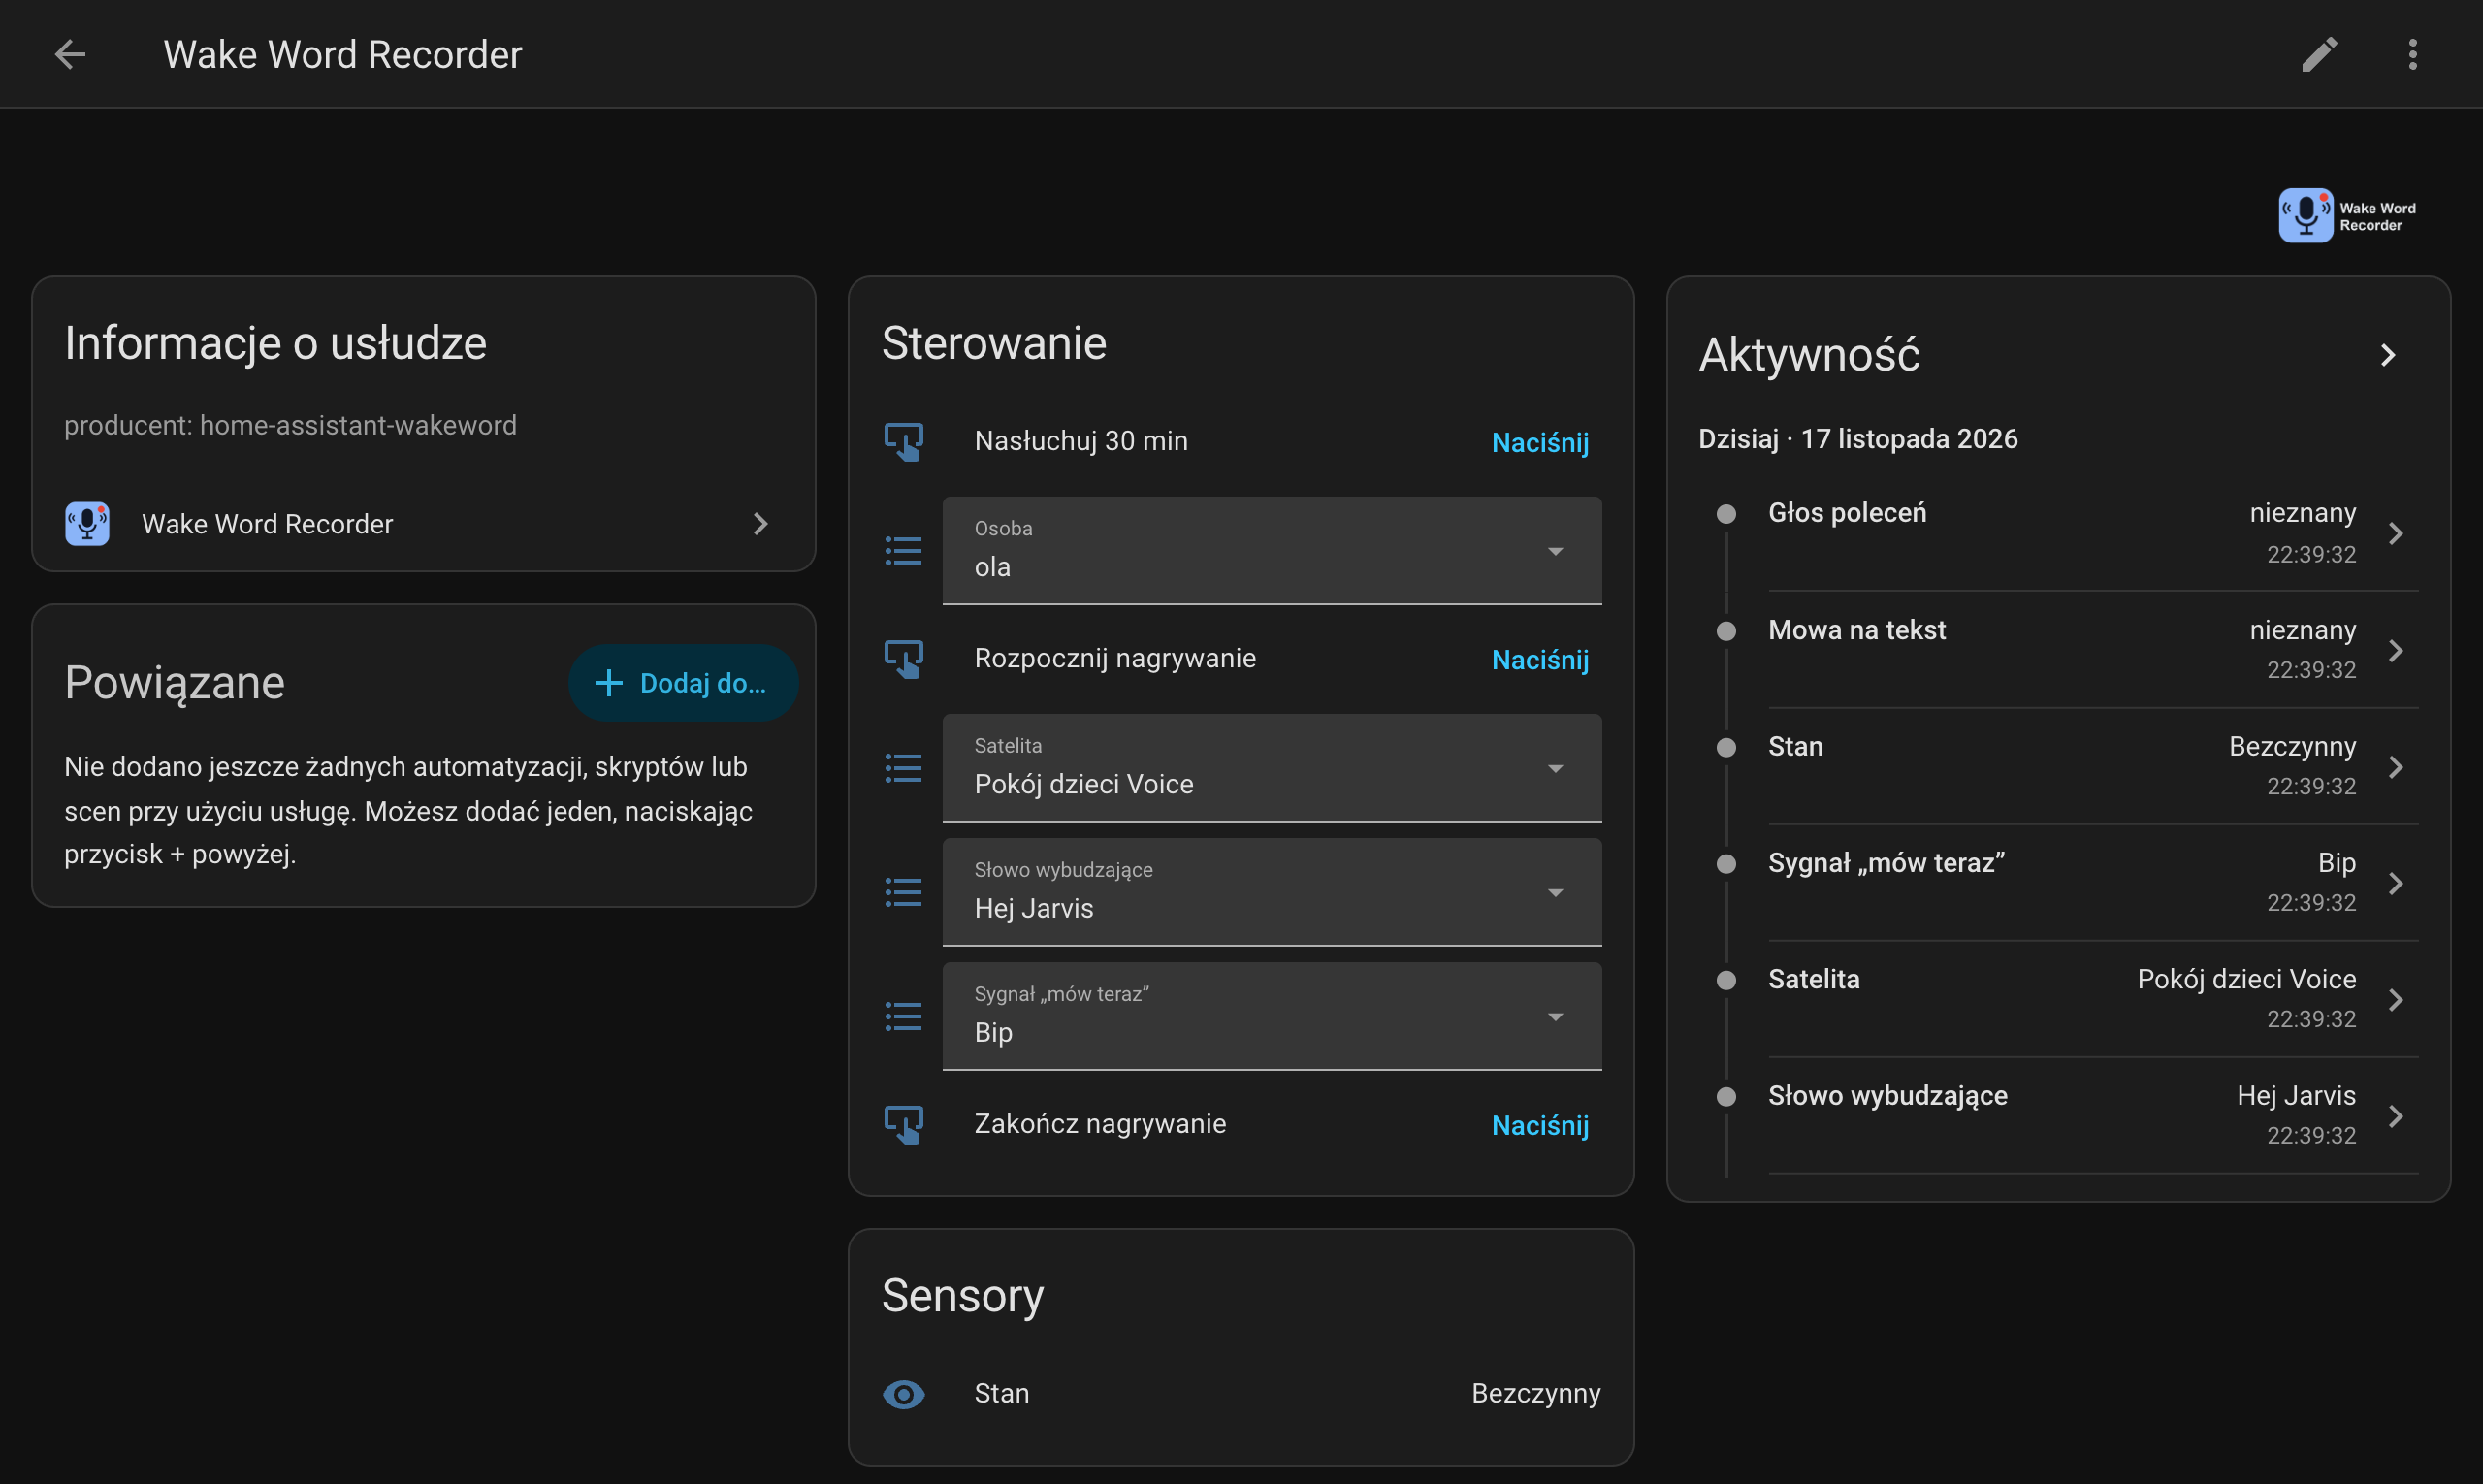 Wake Word Recorder
Wake Word
Recorder
Informacje o usłudze
producent: home-assistant-wakeword
Wake Word Recorder
Powiązane
Dodaj do...
Nie dodano jeszcze żadnych automatyzacji, skryptów lub
scen przy użyciu usługę. Możesz dodać jeden, naciskając
przycisk + powyżej.
Sterowanie
Nasłuchuj 30 min
Naciśnij
Osoba
ola
Rozpocznij nagrywanie
Naciśnij
Satelita
Pokój dzieci Voice
Słowo wybudzające
Hej Jarvis
Sygnał „mów teraz”
Bip
Zakończ nagrywanie
Naciśnij
Sensory
Stan
Bezczynny
Aktywność
Dzisiaj · 17 listopada 2026
Głos poleceń
nieznany
22:39:32
Mowa na tekst
nieznany
22:39:32
Stan
Bezczynny
22:39:32
Sygnał „mów teraz”
Bip
22:39:32
Satelita
Pokój dzieci Voice
22:39:32
Słowo wybudzające
Hej Jarvis
22:39:32